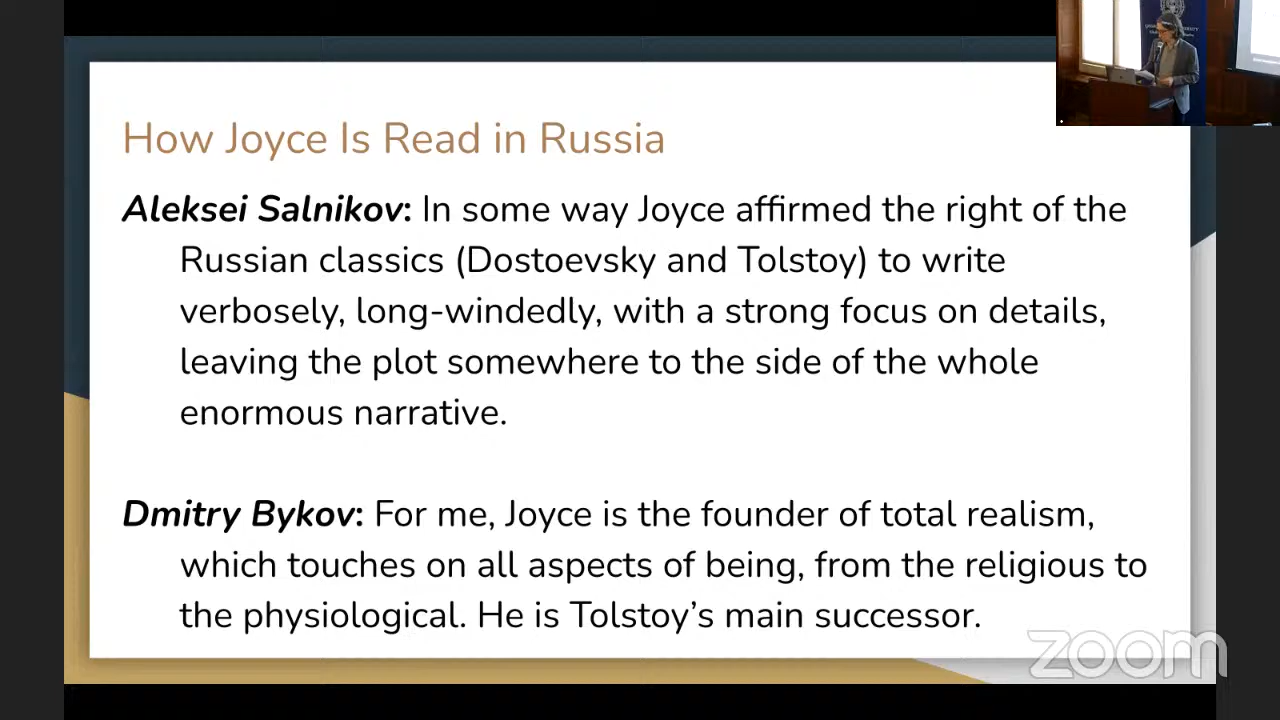 How Joyce Is Read in Russia
Aleksei Salnikov: In some way Joyce affirmed the right of the
Russian classics (Dostoevsky and Tolstoy) to write
verbosely, long-windedly, with a strong focus on details,
leaving the plot somewhere to the side of the whole
enormous narrative.
Dmitry Bykov: For me, Joyce is the founder of total realism,
which touches on all aspects of being, from the religious to
the physiological. He is Tolstoy’s main successor.
zoom